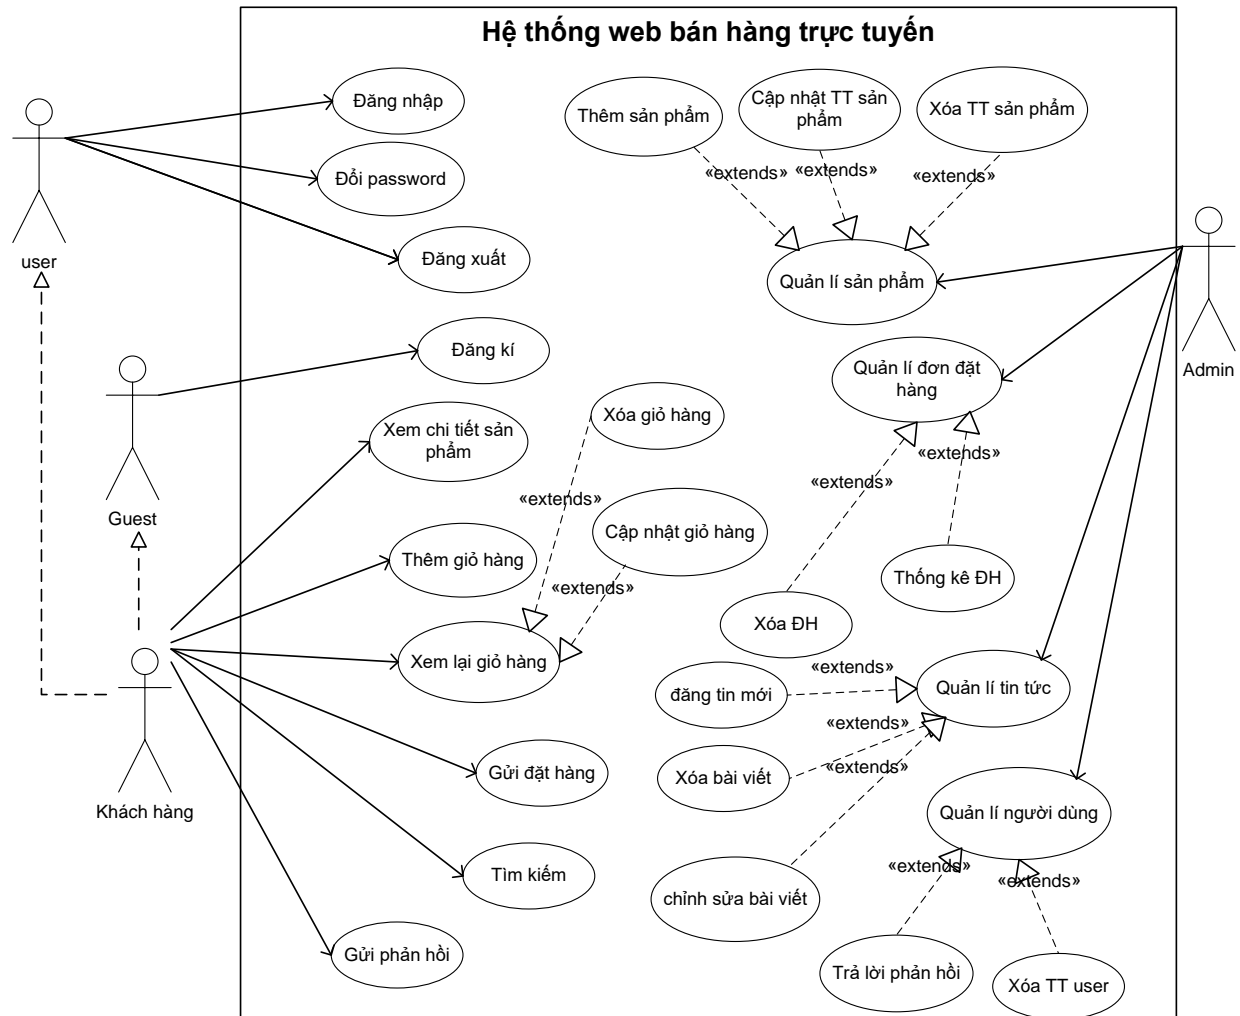 Hệ thống web bán hàng trực tuyến
Đăng nhập
Thêm sản phẩm
Cập nhật TT sản
phẩm
Xóa TT sản phẩm
Đổi password
«extends»
«extends»
«extends»
user
Đăng xuất
Quản lí sản phẩm
Đăng kí
Quản lí đơn đặt
hàng
Admin
Xóa giỏ hàng
Xem chi tiết sản
phẩm
«extends»
«extends»
«extends»
Guest
Cập nhật giỏ hàng
Thêm giỏ hàng
«extends»
Thống kê ĐH
Xóa ĐH
Xem lại giỏ hàng
«extends»
đăng tin mới
Quản lí tin tức
«extends»
Xóa bài viết
«extends»
Gửi đặt hàng
Khách hàng
Quản lí người dùng
«extends»
«extends»
Tìm kiếm
chỉnh sửa bài viết
Gửi phản hồi
Trả lời phản hồi
Xóa TT user